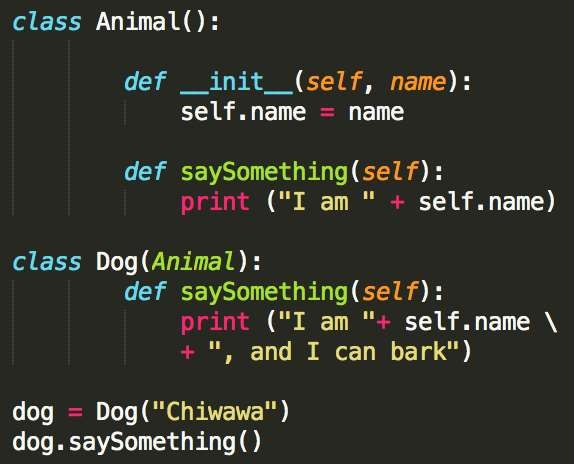 class Animal():
def __init__(self, name):
self.name = name
def saySomething(self):
print ("I am " + self.name)
class Dog(Animal):
def saySomething(self):
print ("I am "+ self.name \
+ ", and I can bark")
dog = Dog("Chiwawa")
dog.saySomething()